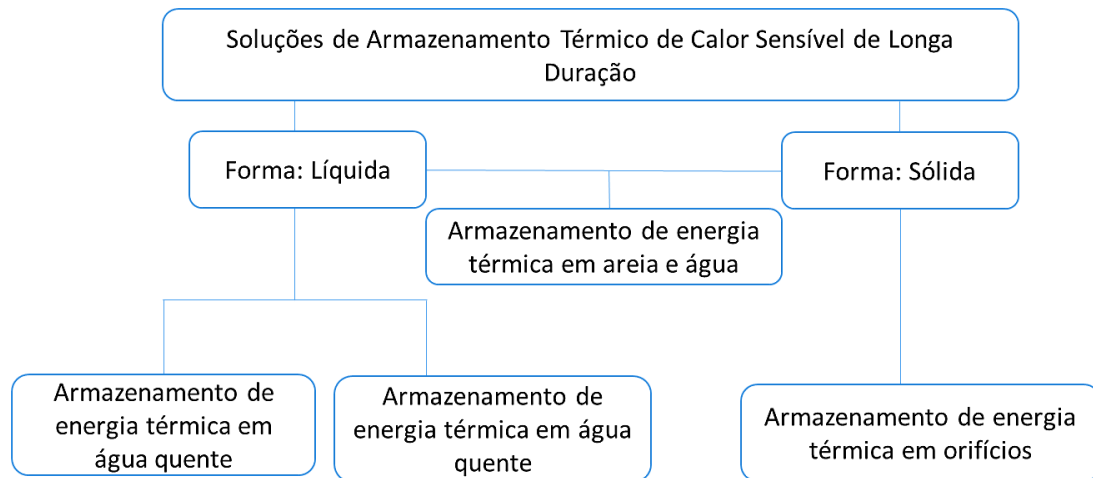 Soluções de Armazenamento Térmico de Calor Sensível de Longa
Duração
Forma: Líquida
Forma: Sólida
Armazenamento de energia
térmica em areia e água
Armazenamento de
energia térmica em
água quente
Armazenamento de
energia térmica em água
quente
Armazenamento de energia
térmica em orifícios